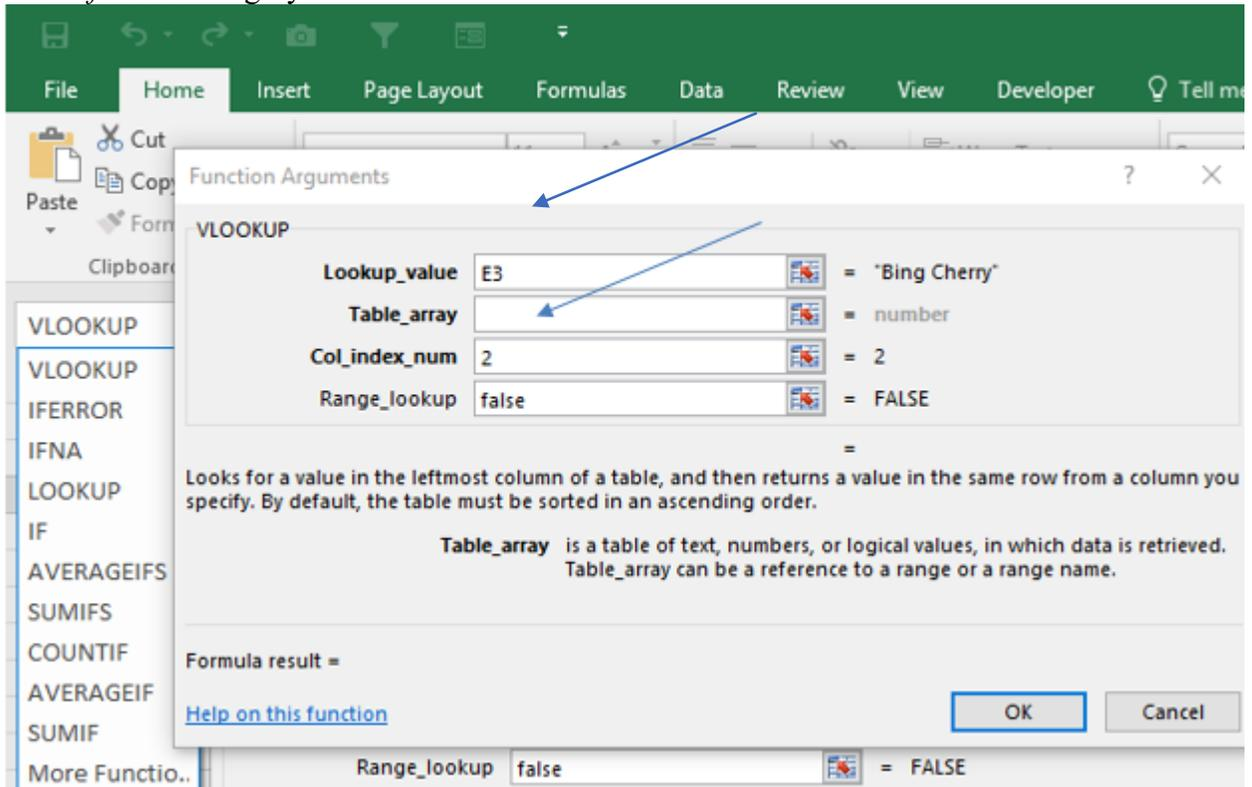 File Home Insert Page Layout Formulas Data Review View Developer Tell me
Cut
Function Arguments ?
Paste
VLOOKUP
Lookup_value E3 = "Bing Cherry"
Table_array = number
Col_index_num 2 = 2
Range_lookup false = FALSE
=
Looks for a value in the leftmost column of a table, and then returns a value in the same row from a column you
specify. By default, the table must be sorted in an ascending order.
Table_array is a table of text, numbers, or logical values, in which data is retrieved.
Table_array can be a reference to a range or a range name.
Formula result =
Help on this function OK Cancel
VLOOKUP
VLOOKUP
IFERROR
IFNA
LOOKUP
IF
AVERAGEIFS
SUMIFS
COUNTIF
AVERAGEIF
SUMIF
More Functio..
Range_lookup false = FALSE